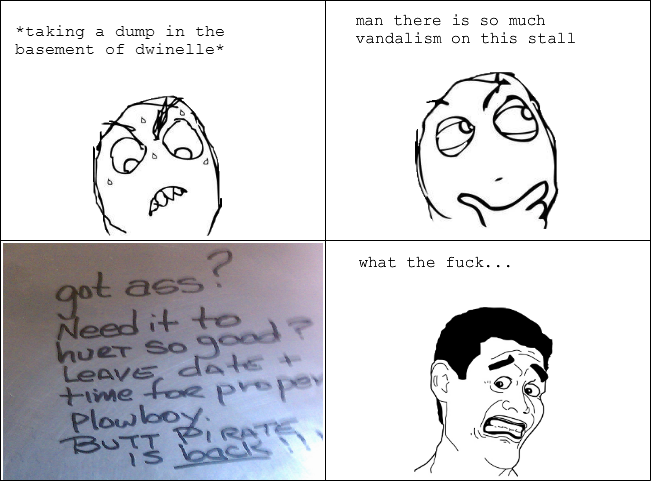 *taking a dump in the
basement of dwinelle*
man there is so much
vandalism on this stall
got ass?
Need it to
hurt so good?
Leave date +
time for proper
plowboy.
BUTT PIRATE
IS back!!!
what the fuck...